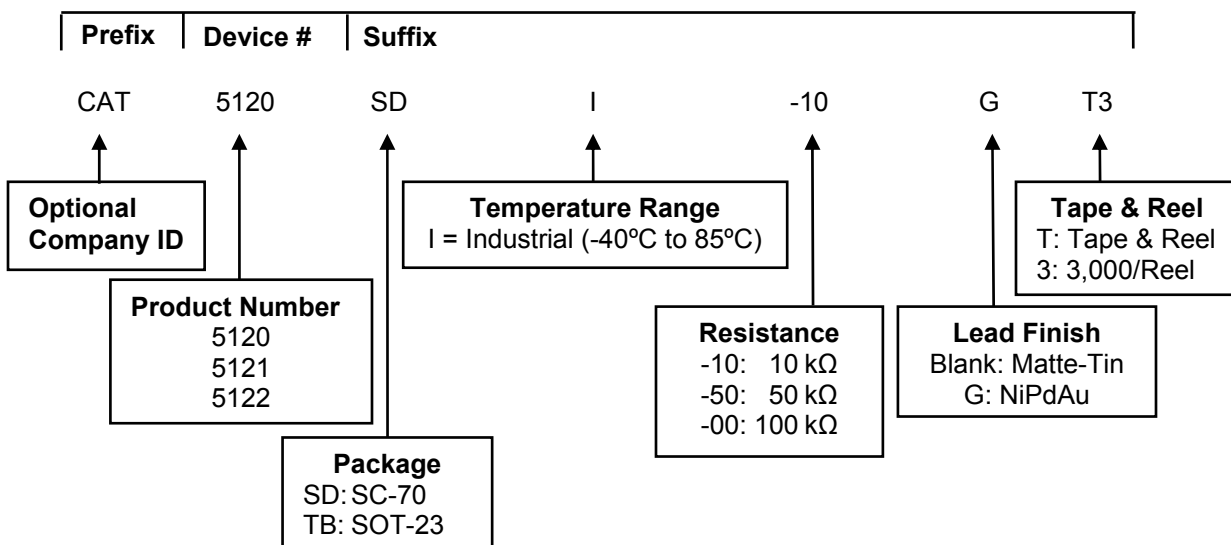 Prefix Device # Suffix
CAT 5120 SD I -10 G T3
Optional
Company ID
Product Number
5120
5121
5122
Package
SD: SC-70
TB: SOT-23
Temperature Range
I = Industrial (-40ºC to 85ºC)
Resistance
-10: 10 kΩ
-50: 50 kΩ
-00: 100 kΩ
Lead Finish
Blank: Matte-Tin
G: NiPdAu
Tape & Reel
T: Tape & Reel
3: 3,000/Reel